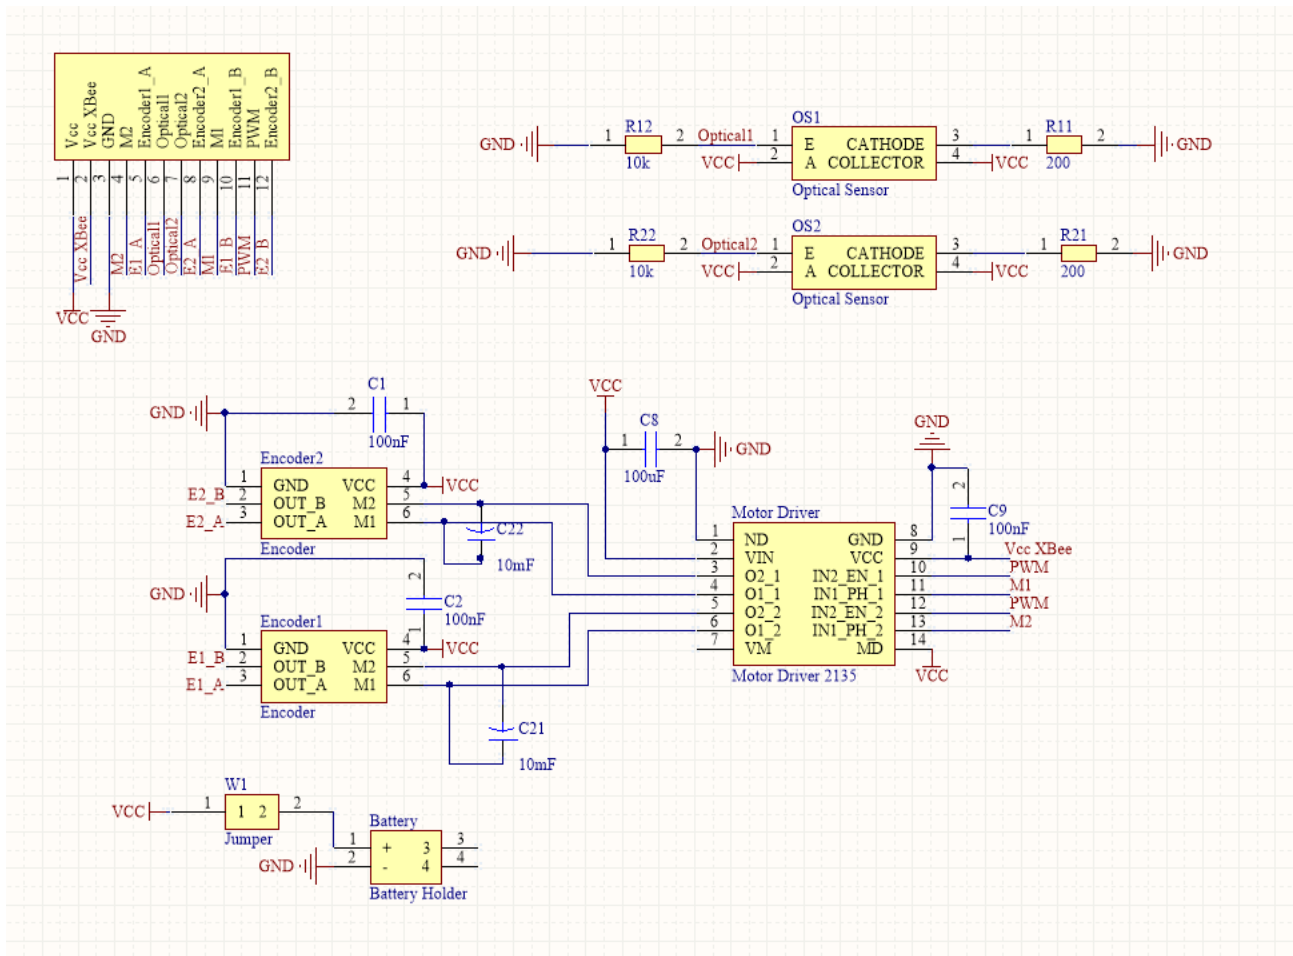 Vcc
Vcc XBee
GND
M2
Encoder1_A
Optical1
Optical2
Encoder2_A
M1
Encoder1_B
PWM
Encoder2_B
1
2
3
4
5
6
7
8
9
10
11
12
Vcc XBee
M2
E1_A
Optical1
Optical2
E2_A
M1
E1_B
PWM
E2_B
VCC
GND
OS1
GND 1 R12 2 Optical1 1 E CATHODE 3 1 R11 2 GND
10k VCC 2 A COLLECTOR 4 VCC 200
Optical Sensor
OS2
GND 1 R22 2 Optical2 1 E CATHODE 3 1 R21 2 GND
10k VCC 2 A COLLECTOR 4 VCC 200
Optical Sensor
C1
GND 2 1
100nF
Encoder2
1 GND VCC 4 VCC
E2_B 2 OUT_B M2 5
E2_A 3 OUT_A M1 6
Encoder
C22
10mF
GND
2
C2
100nF
1
Encoder1
1 GND VCC 4 VCC
E1_B 2 OUT_B M2 5
E1_A 3 OUT_A M1 6
Encoder
C21
10mF
VCC
C8
1 2 GND
100uF
GND
2
C9
100nF
1
Motor Driver
1 ND GND 8
2 VIN VCC 9 Vcc XBee
3 O2_1 IN2_EN_1 10 PWM
4 O1_1 IN1_PH_1 11 M1
5 O2_2 IN2_EN_2 12 PWM
6 O1_2 IN1_PH_2 13 M2
7 VM MD 14
VCC
Motor Driver 2135
W1
VCC 1 1 2 2
Jumper
Battery
1 + 3 3
GND 2 - 4 4
Battery Holder